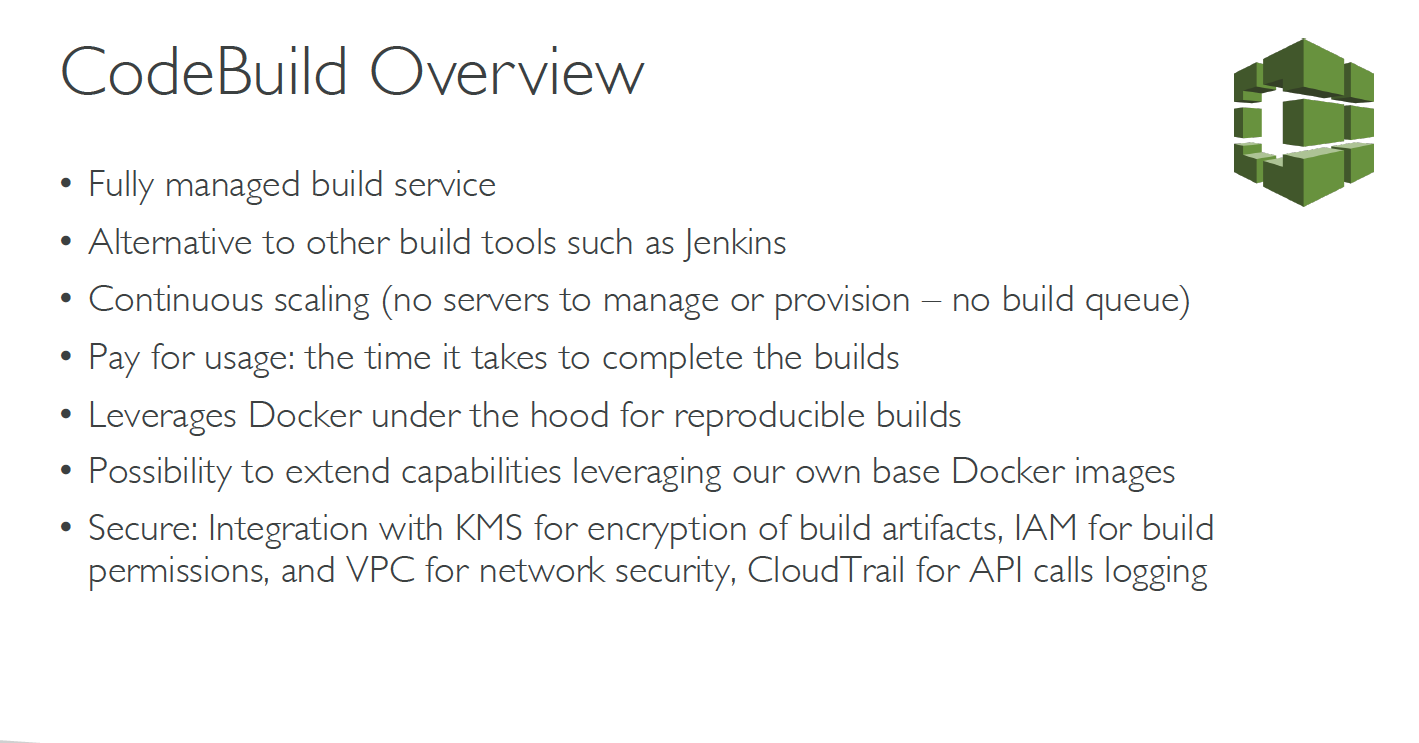 CodeBuild Overview
• Fully managed build service
• Alternative to other build tools such as Jenkins
• Continuous scaling (no servers to manage or provision – no build queue)
• Pay for usage: the time it takes to complete the builds
• Leverages Docker under the hood for reproducible builds
• Possibility to extend capabilities leveraging our own base Docker images
• Secure: Integration with KMS for encryption of build artifacts, IAM for build
permissions, and VPC for network security, CloudTrail for API calls logging